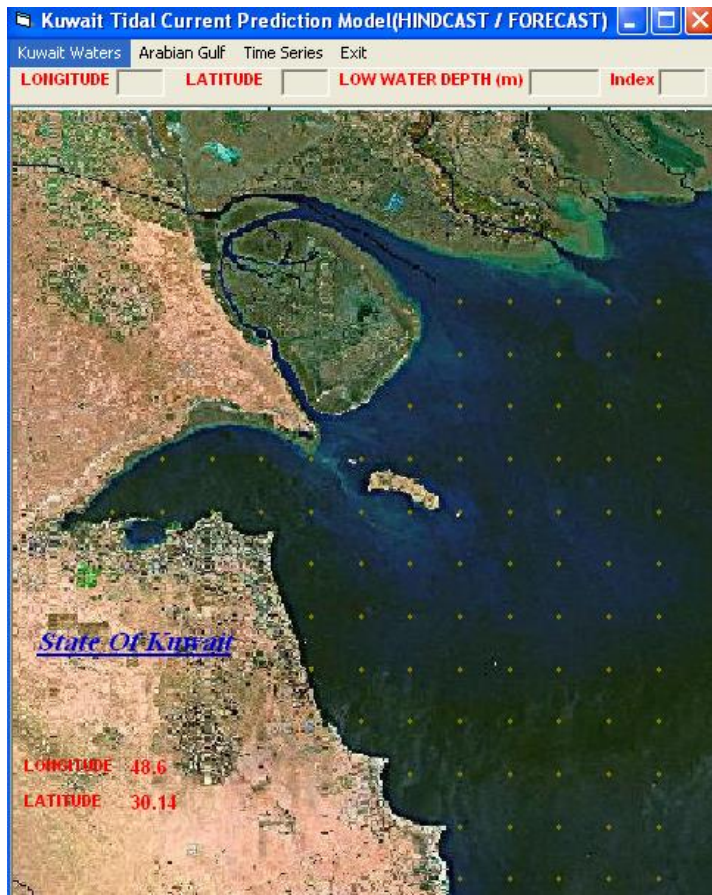 Kuwait Tidal Current Prediction Model(HINDCAST / FORECAST)
Kuwait Waters Arabian Gulf Time Series Exit
LONGITUDE LATITUDE LOW WATER DEPTH (m) Index
State Of Kuwait
LONGITUDE 48.6
LATITUDE 30.14